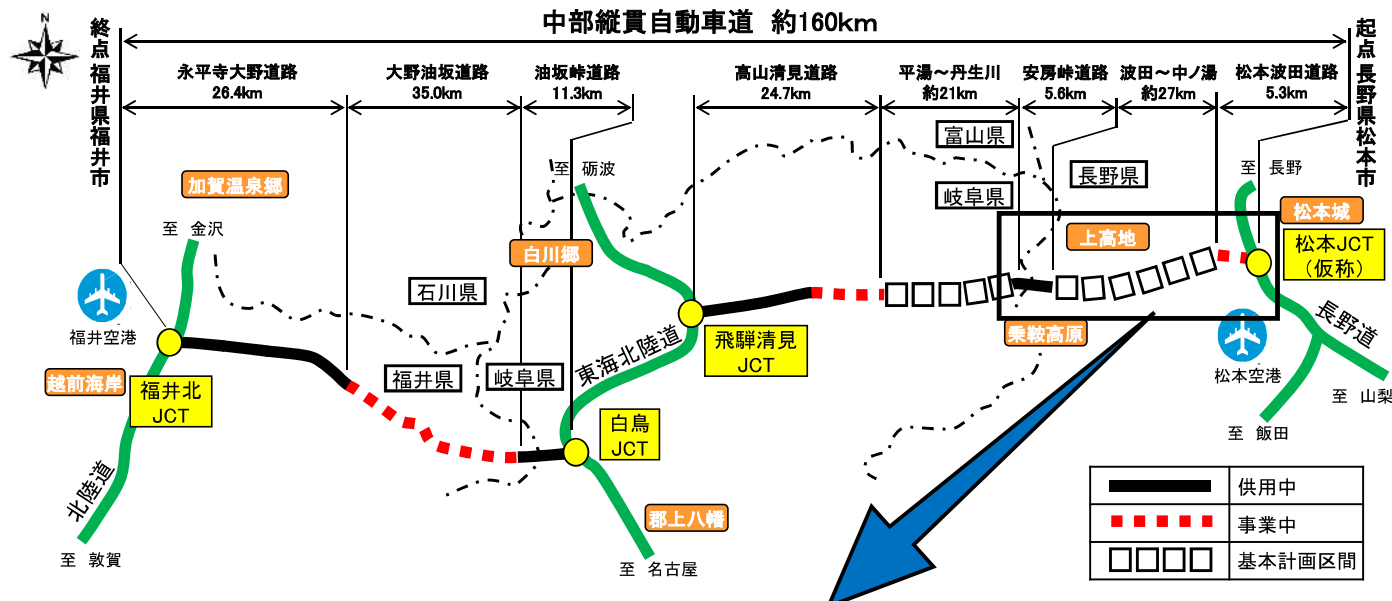 N
中部縦貫自動車道 約160km
終点 福井県福井市
起点 長野県松本市
永平寺大野道路
26.4km
大野油坂道路
35.0km
油坂峠道路
11.3km
高山清見道路
24.7km
平湯～丹生川
約21km
安房峠道路
5.6km
波田～中ノ湯
約27km
松本波田道路
5.3km
富山県
岐阜県
長野県
至 砺波
至 長野
加賀温泉郷
松本城
至 金沢
白川郷
上高地
松本JCT
（仮称）
石川県
福井空港
飛騨清見
JCT
乗鞍高原
長野道
東海北陸道
松本空港
越前海岸
福井北
JCT
福井県
岐阜県
至 山梨
白鳥
JCT
至 飯田
北陸道
郡上八幡
至 敦賀
至 名古屋
供用中
事業中
基本計画区間